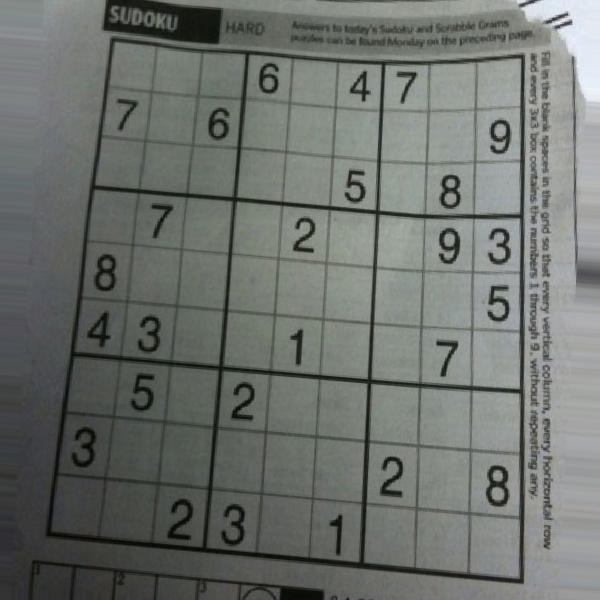 SUDOKU HARD Answers to today's Sudoku and Scrabble Grams
puzzles can be found Monday on the preceding page.
6 4 7
7 6 9
5 8
7 2 9 3
8 5
4 3 1 7
5 2
3 2 8
2 3 1
Fill in the blank spaces in the grid so that every vertical column, every horizontal row
and every 3x3 box contains the numbers 1 through 9, without repeating any.
1 2 3